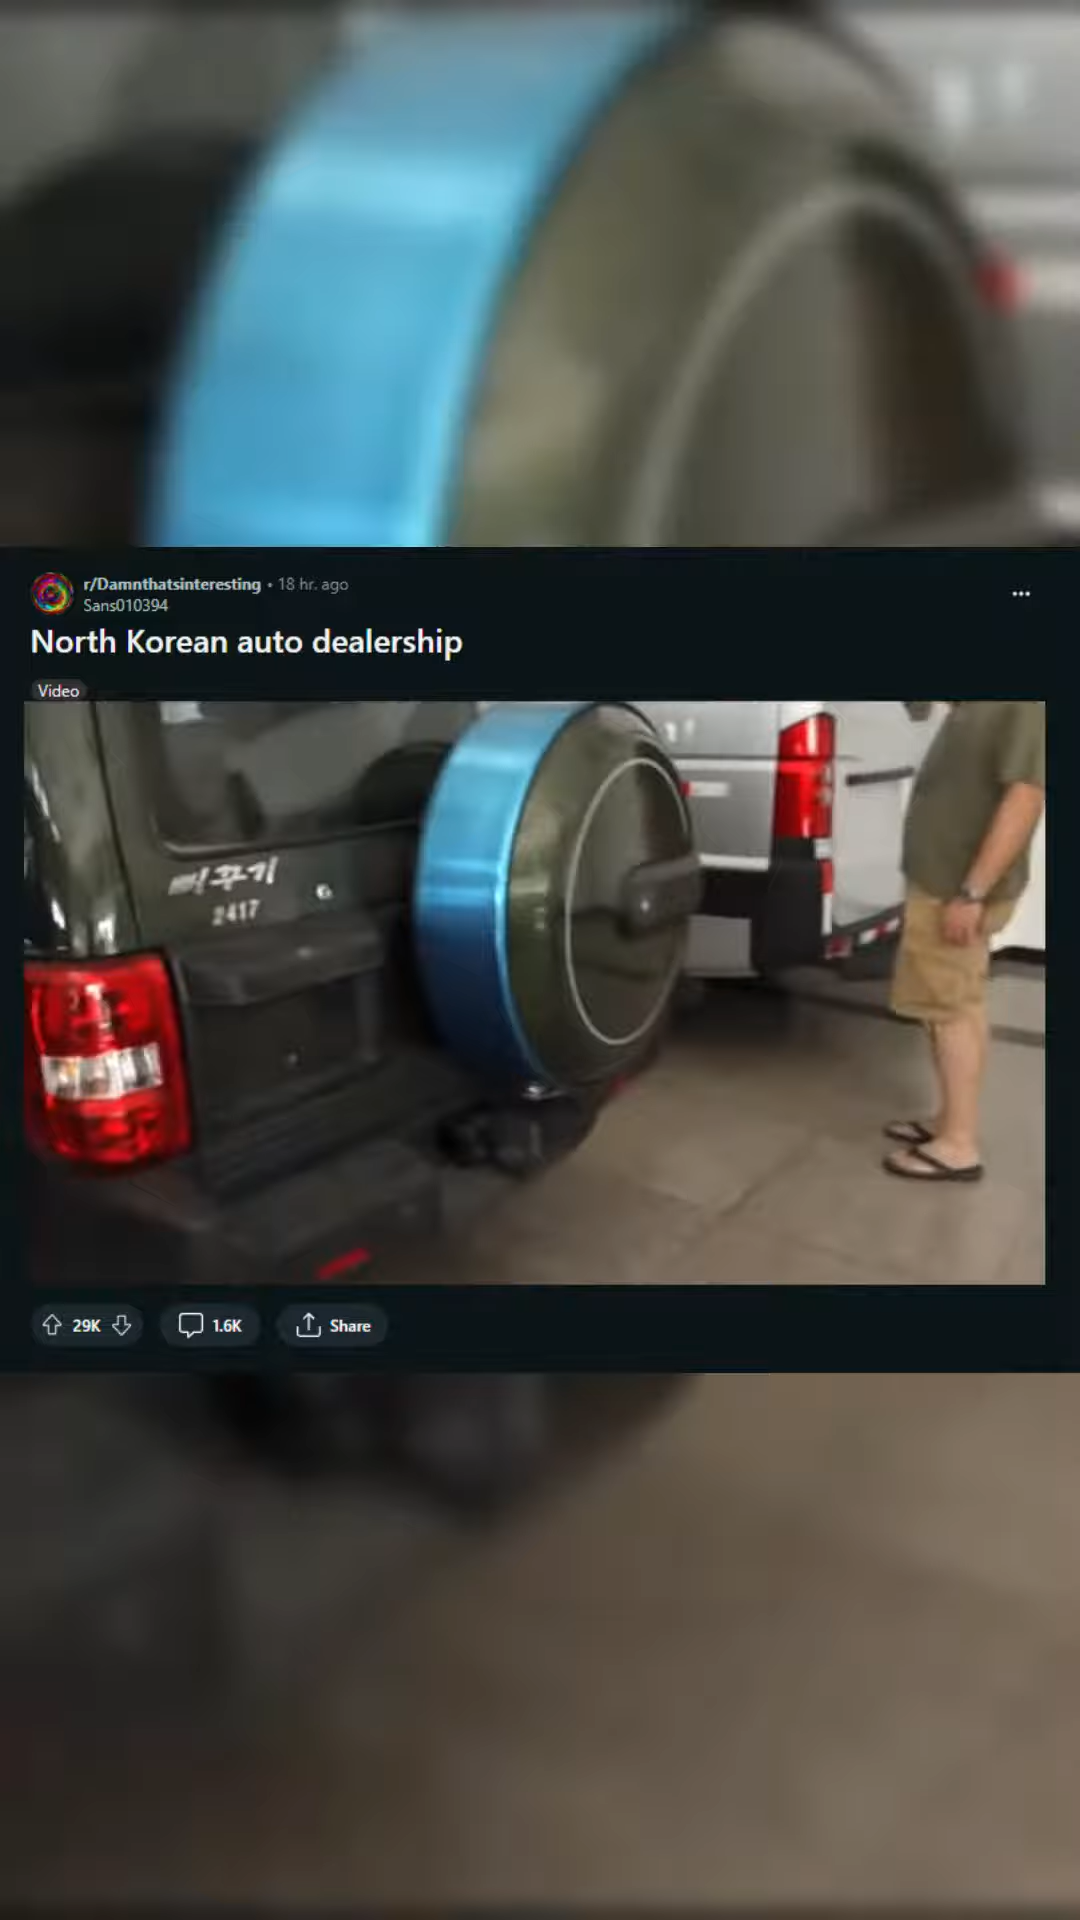 r/Damnthatsinteresting • 18 hr. ago
Sans010394
North Korean auto dealership
Video
뻐꾸기
2417
29K
1.6K
Share